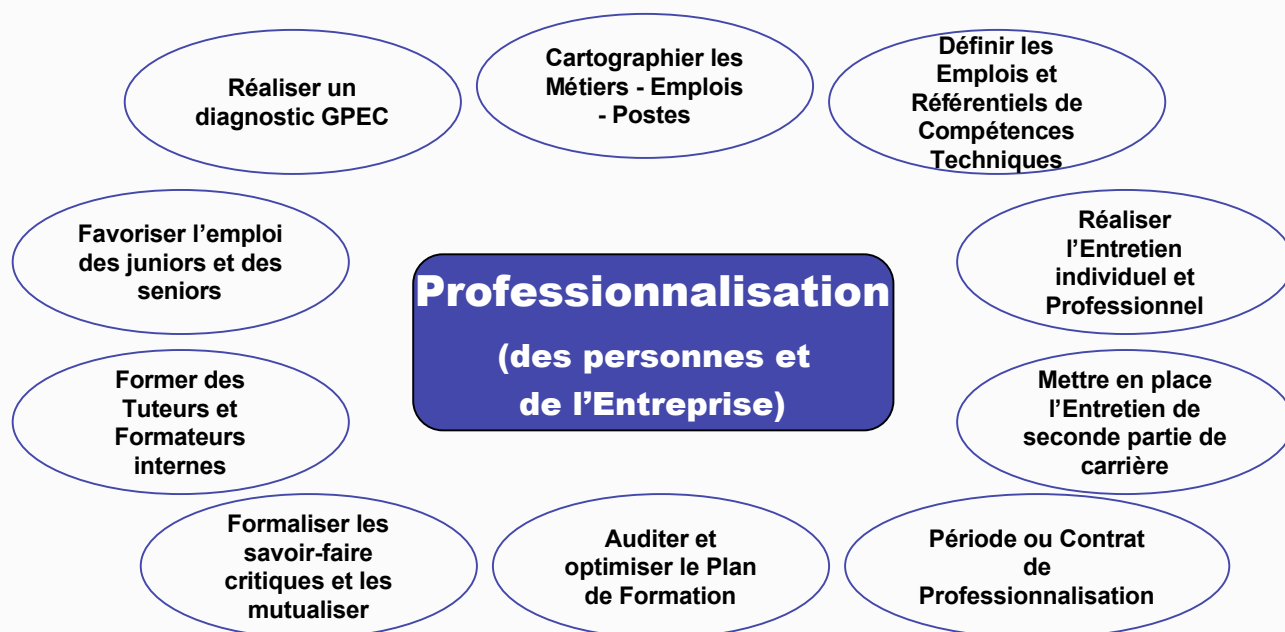 Réaliser un
diagnostic GPEC
Cartographier les
Métiers - Emplois
- Postes
Définir les
Emplois et
Référentiels de
Compétences
Techniques
Favoriser l’emploi
des juniors et des
seniors
Professionnalisation
(des personnes et
de l’Entreprise)
Réaliser
l’Entretien
individuel et
Professionnel
Former des
Tuteurs et
Formateurs
internes
Mettre en place
l’Entretien de
seconde partie de
carrière
Formaliser les
savoir-faire
critiques et les
mutualiser
Auditer et
optimiser le Plan
de Formation
Période ou Contrat
de
Professionnalisation